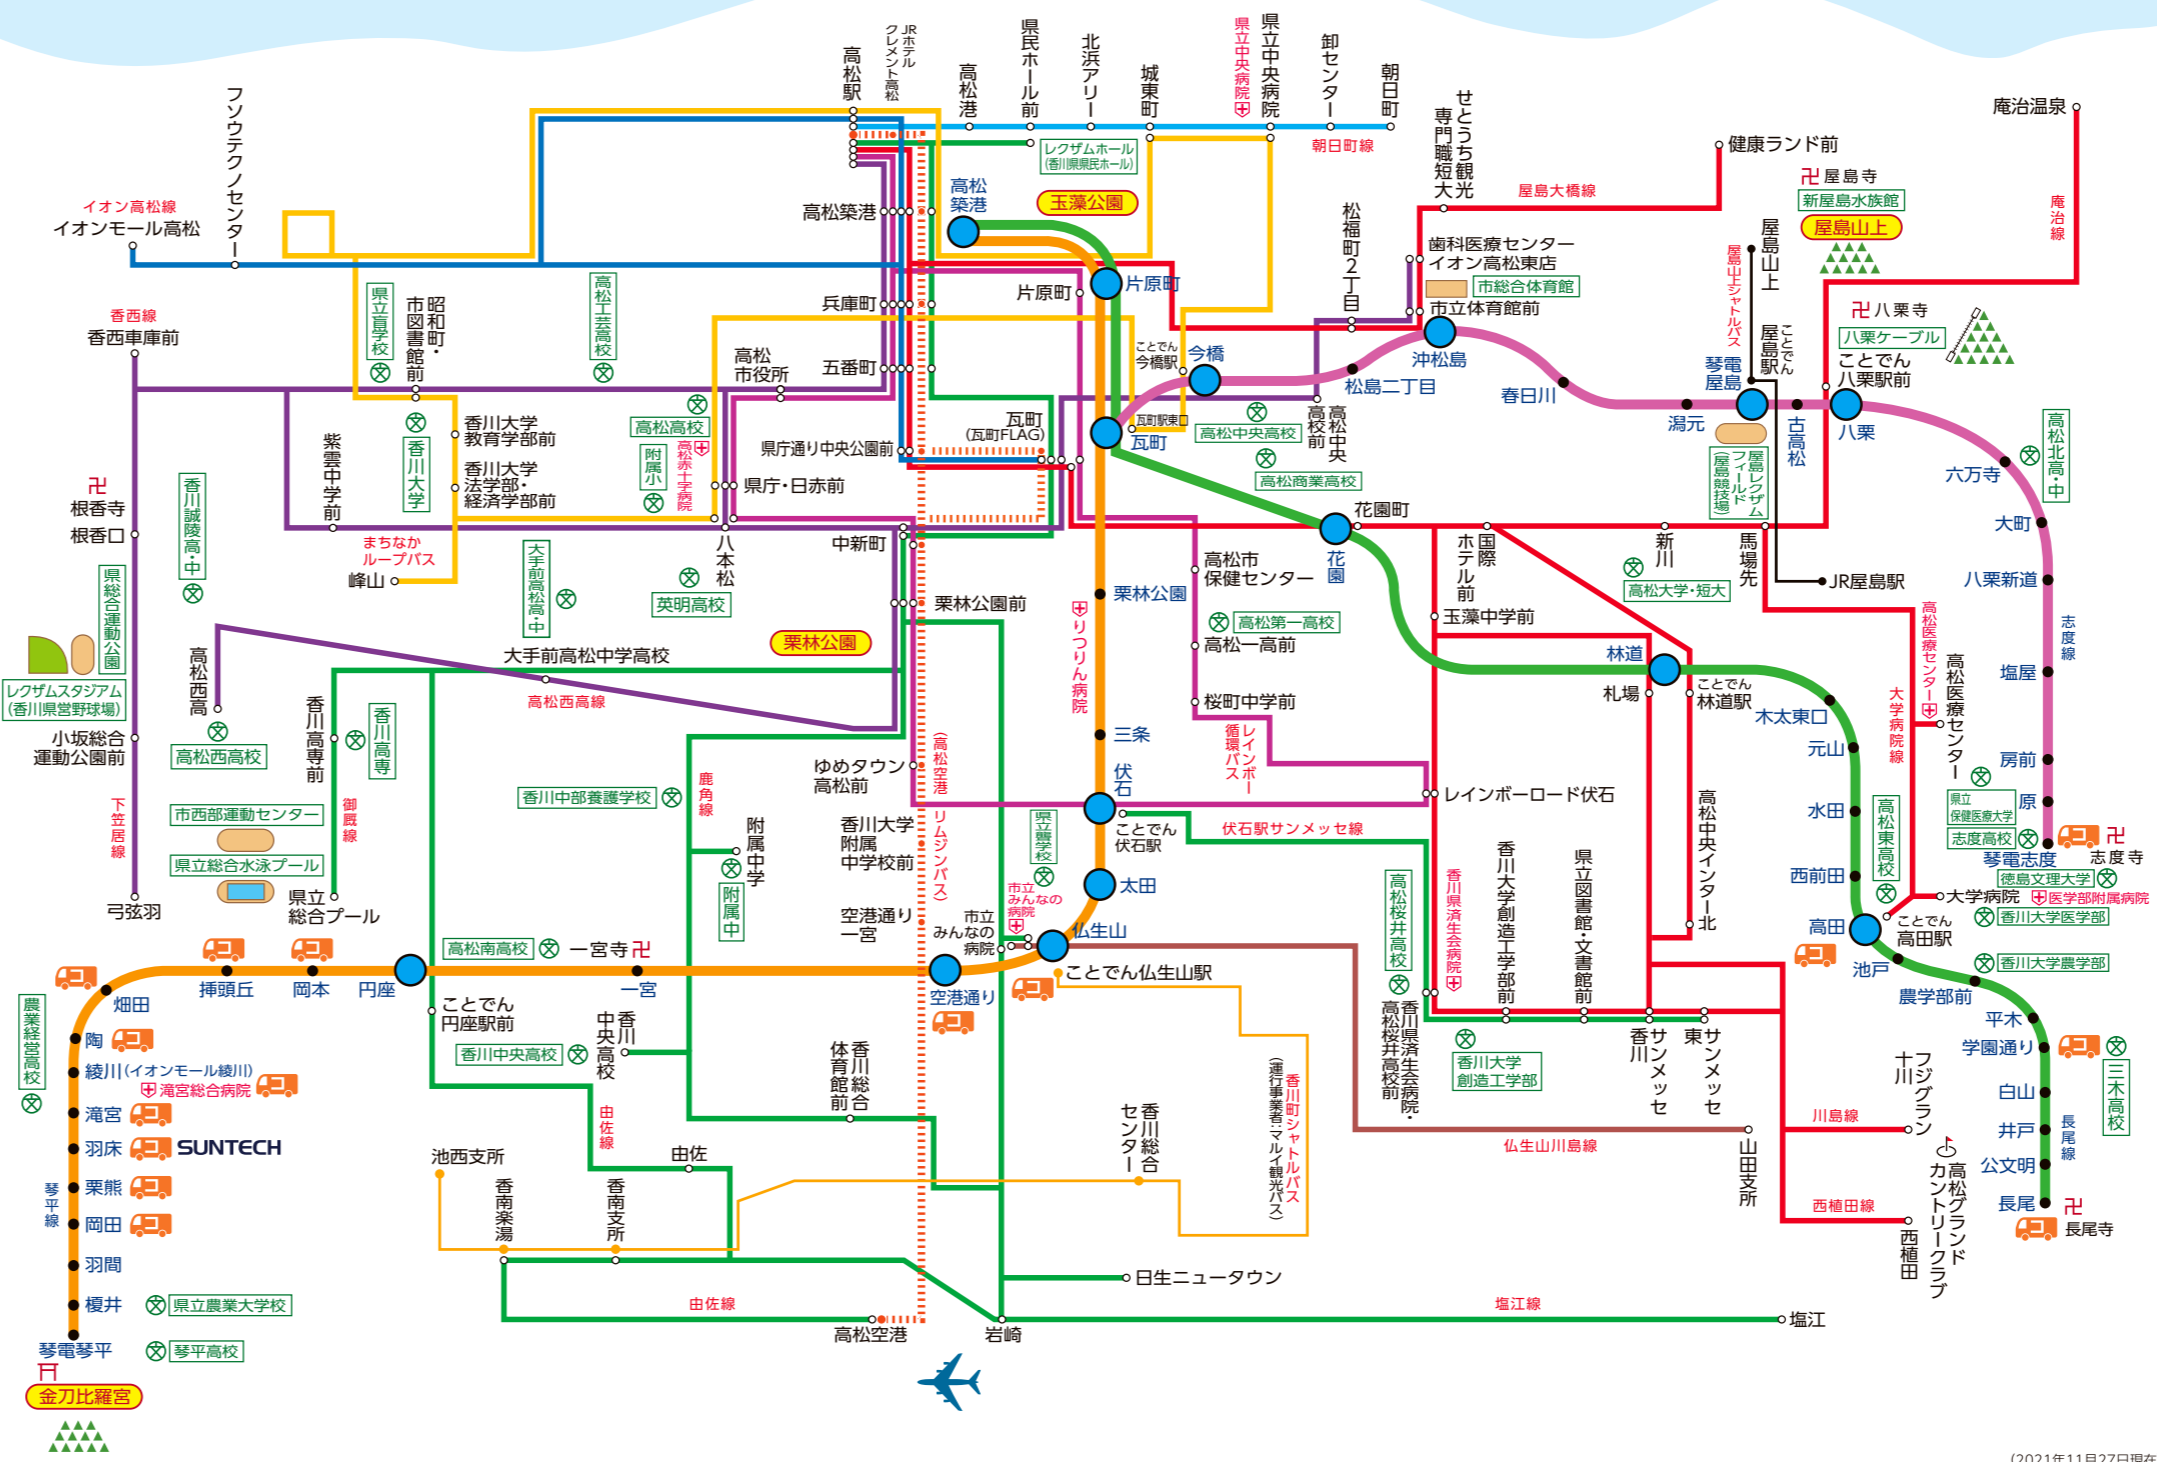 高松駅
JRホテル
クレメント高松
高松港
県民ホール前
北浜アリー
城東町
県立中央病院
県立中央病院
卸センター
朝日町
朝日町線
レクザムホール
(香川県県民ホール)
せとうち観光
専門職短大
屋島大橋線
健康ランド前
庵治温泉
庵治線
屋島寺
新屋島水族館
屋島山上
屋島山上
屋島山上シャトルバス
フソウテクノセンター
イオン高松線
イオンモール高松
高松築港
高松
築港
玉藻公園
片原町
片原町
松福町2丁目
歯科医療センター
イオン高松東店
市総合体育館
市立体育館前
沖松島
八栗寺
八栗ケーブル
ことでん
八栗駅前
ことでん
屋島駅
琴電
屋島
香西線
香西車庫前
県立盲学校
昭和町・
市図書館前
高松工芸高校
兵庫町
高松
市役所
五番町
ことでん
今橋駅
今橋
松島二丁目
春日川
潟元
古高松
八栗
高松北高・中
六万寺
大町
八栗新道
志度線
塩屋
房前
原
香川大学
教育学部前
香川大学
香川大学
法学部・
経済学部前
高松高校
附属小
高松赤十字病院
県庁通り中央公園前
瓦町
(瓦町FLAG)
瓦町駅東口
瓦町
高松中央高校
高松中央
高校前
高松商業高校
屋島レクザム
フィールド
(屋島競技場)
紫雲中学前
県庁・日赤前
根香寺
根香口
香川誠陵高・中
まちなか
ループバス
峰山
八本松
中新町
花園町
花園
国際
ホテル前
新川
馬場先
JR屋島駅
高松大学・短大
県総合運動公園
大手前高松高・中
英明高校
栗林公園前
栗林公園
栗林公園
りつりん病院
高松市
保健センター
高松第一高校
高松一高前
玉藻中学前
高松医療センター
高松医療センター
大学病院線
レクザムスタジアム
(香川県営野球場)
小坂総合
運動公園前
下笠居線
弓弦羽
高松西高
高松西高校
大手前高松中学高校
高松西高線
香川高専前
香川高専
御厩線
市西部運動センター
県立総合水泳プール
県立
総合プール
桜町中学前
レインボー
循環バス
レインボーロード伏石
林道
札場
ことでん
林道駅
木太東口
元山
水田
西前田
高田
ことでん
高田駅
高松東高校
大学病院
医学部附属病院
香川大学医学部
県立
保健医療大学
志度高校
琴電志度
志度寺
徳島文理大学
三条
伏石
ことでん
伏石駅
伏石駅サンメッセ線
ゆめタウン
高松前
(高松空港リムジンバス)
香川中部養護学校
鹿角線
附属中学
附属中
香川大学
附属
中学校前
県立聾学校
市立
みんなの
病院
市立
みんなの
病院
空港通り
一宮
太田
仏生山
ことでん仏生山駅
高松中央インター北
高松桜井高校
香川県済生会病院
香川県済生会病院・
高松桜井高校前
香川大学創造工学部前
県立図書館・文書館前
香川大学
創造工学部
サンメッセ
香川
サンメッセ
東
池戸
農学部前
香川大学農学部
平木
学園通り
三木高校
白山
井戸
公文明
長尾線
長尾
長尾寺
高松南高校
一宮寺
一宮
空港通り
畑田
挿頭丘
岡本
円座
ことでん
円座駅前
農業経営高校
陶
綾川(イオンモール綾川)
滝宮総合病院
滝宮
羽床
SUNTECH
栗熊
琴平線
岡田
羽間
榎井
県立農業大学校
琴電琴平
琴平高校
金刀比羅宮
香川中央高校
香川
中央高校
香川総合
体育館前
由佐線
由佐
池西支所
香南楽湯
香南支所
由佐線
高松空港
岩崎
日生ニュータウン
塩江線
塩江
香川総合
センター
香川町シャトルバス
(運行事業者:マルイ観光バス)
仏生山川島線
山田支所
川島線
フジグラン
十川
西植田線
西植田
高松グランド
カントリークラブ
(2021年11月27日現在